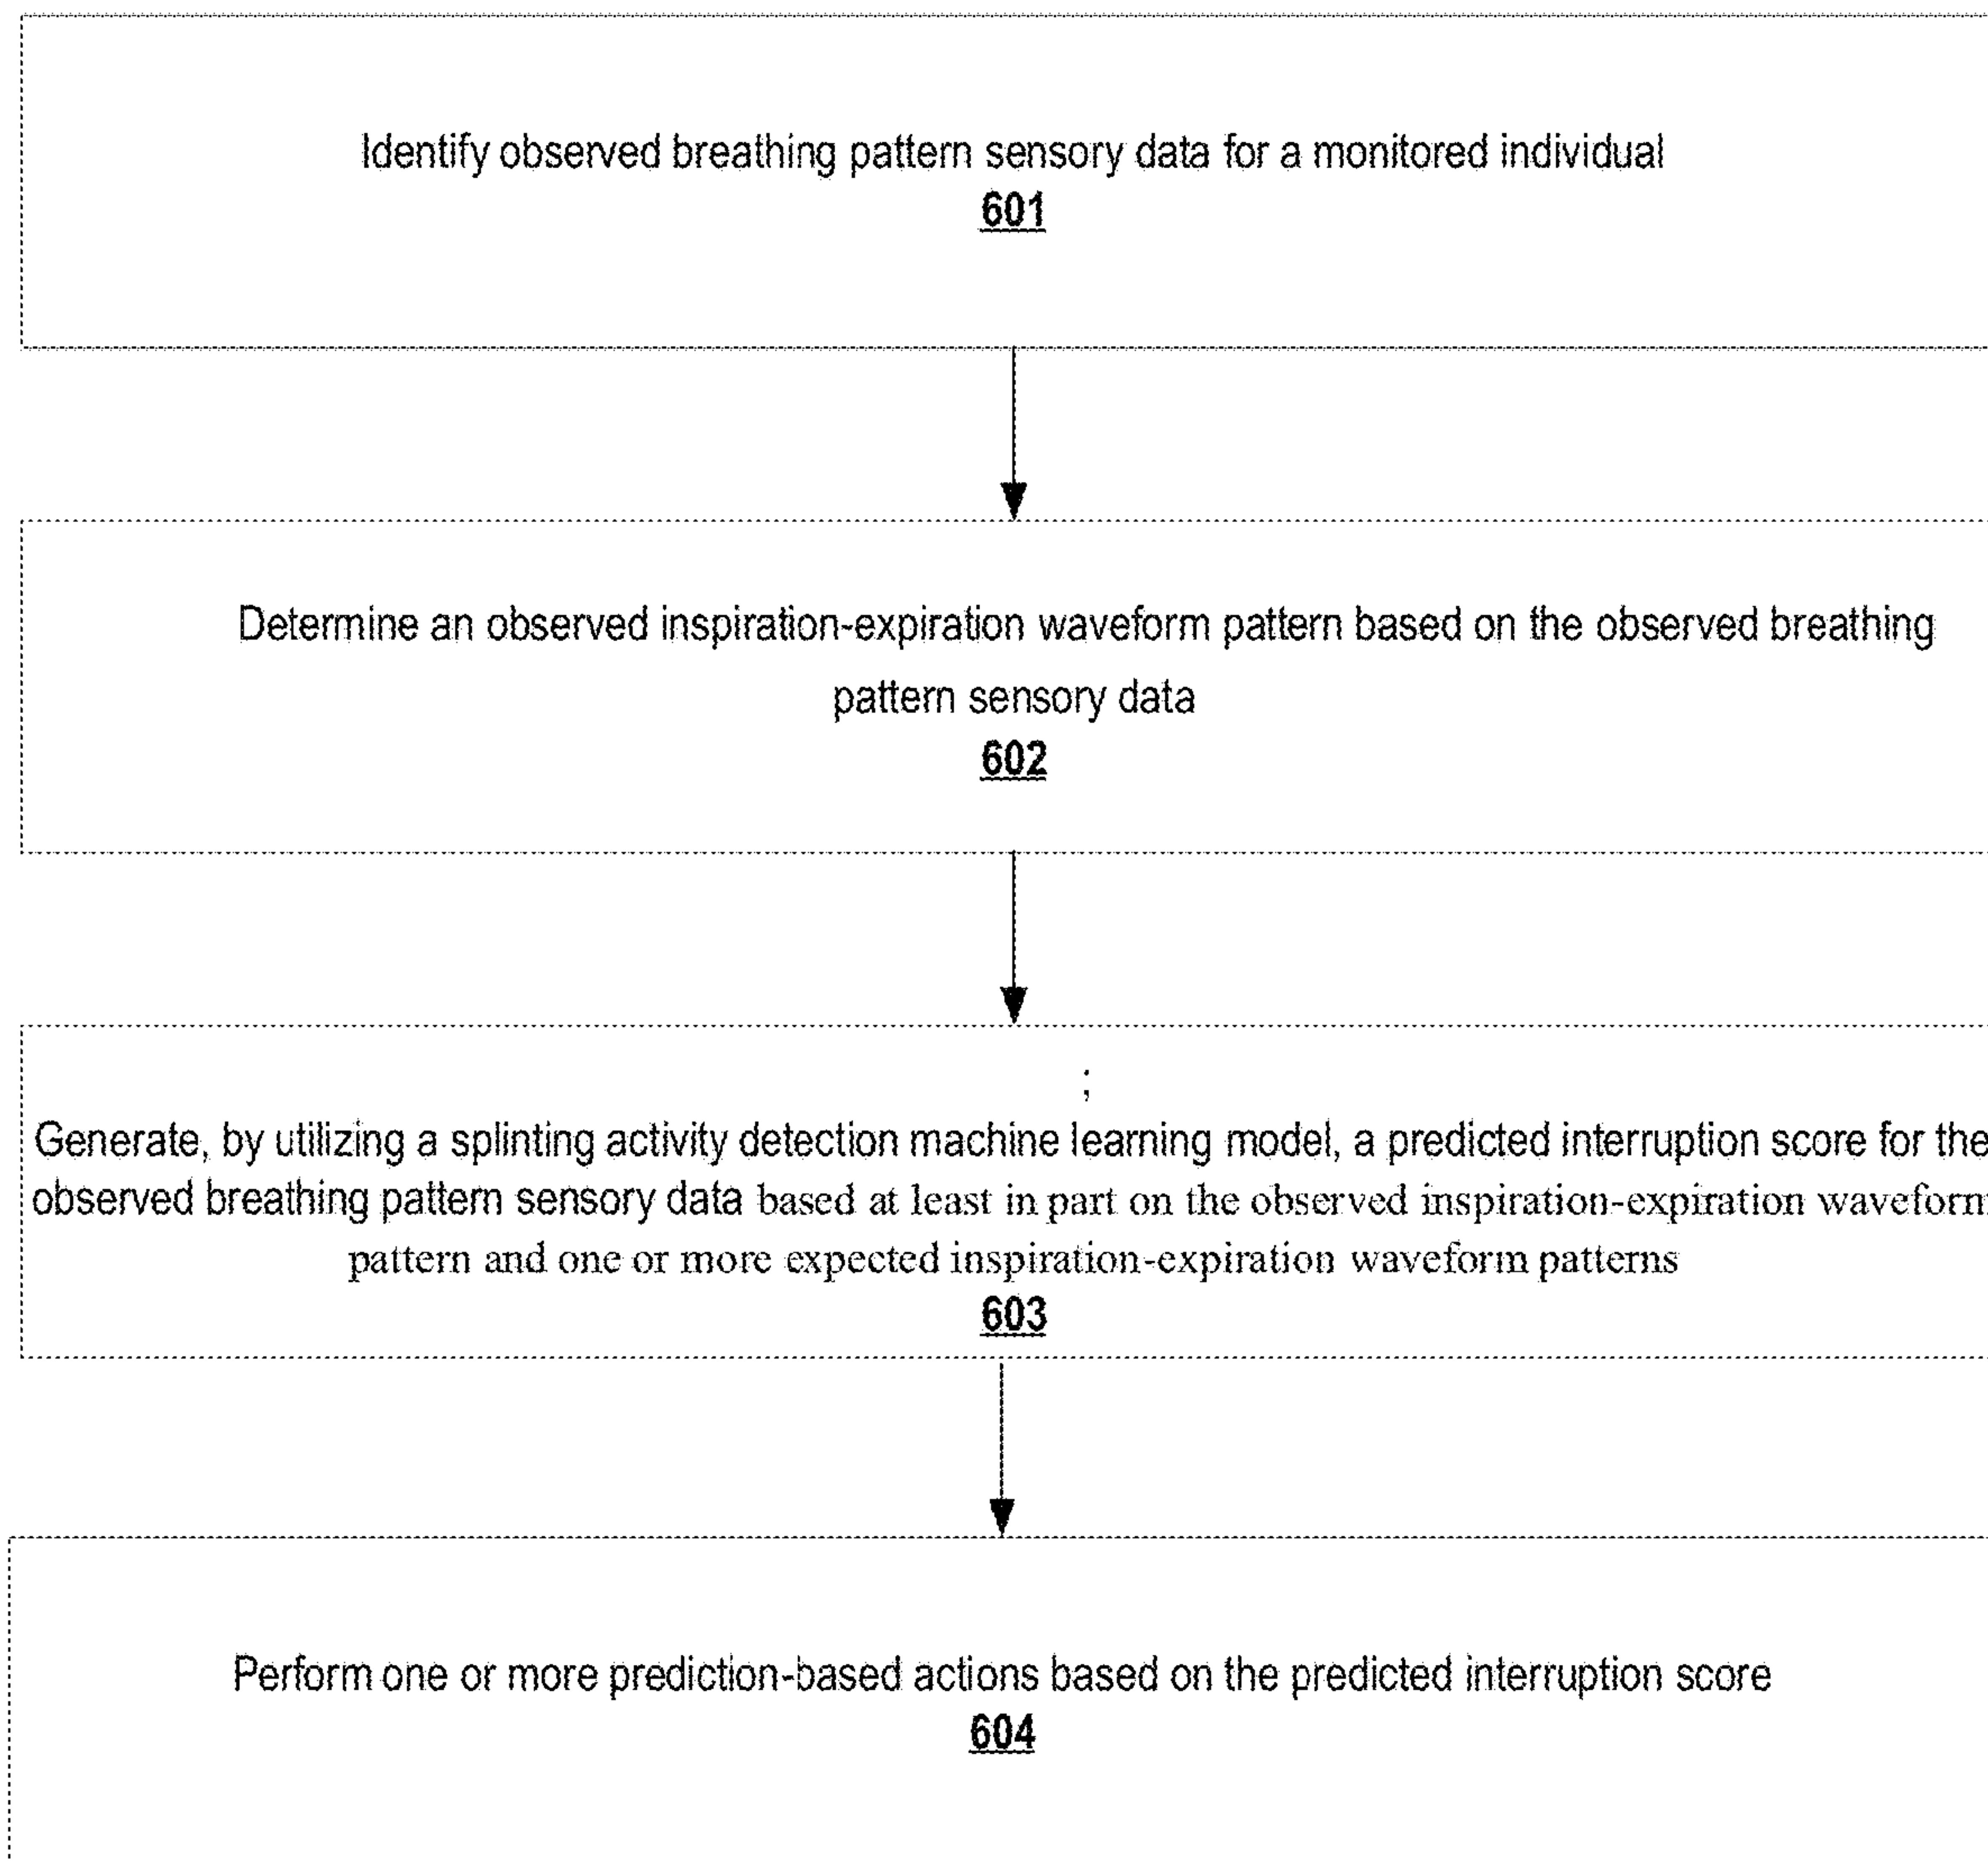 Identify observed breathing pattern sensory data for a monitored individual
601
Determine an observed inspiration-expiration waveform pattern based on the observed breathing
pattern sensory data
602
;
Generate, by utilizing a splinting activity detection machine learning model, a predicted interruption score for the
observed breathing pattern sensory data based at least in part on the observed inspiration-expiration waveform
pattern and one or more expected inspiration-expiration waveform patterns
603
Perform one or more prediction-based actions based on the predicted interruption score
604